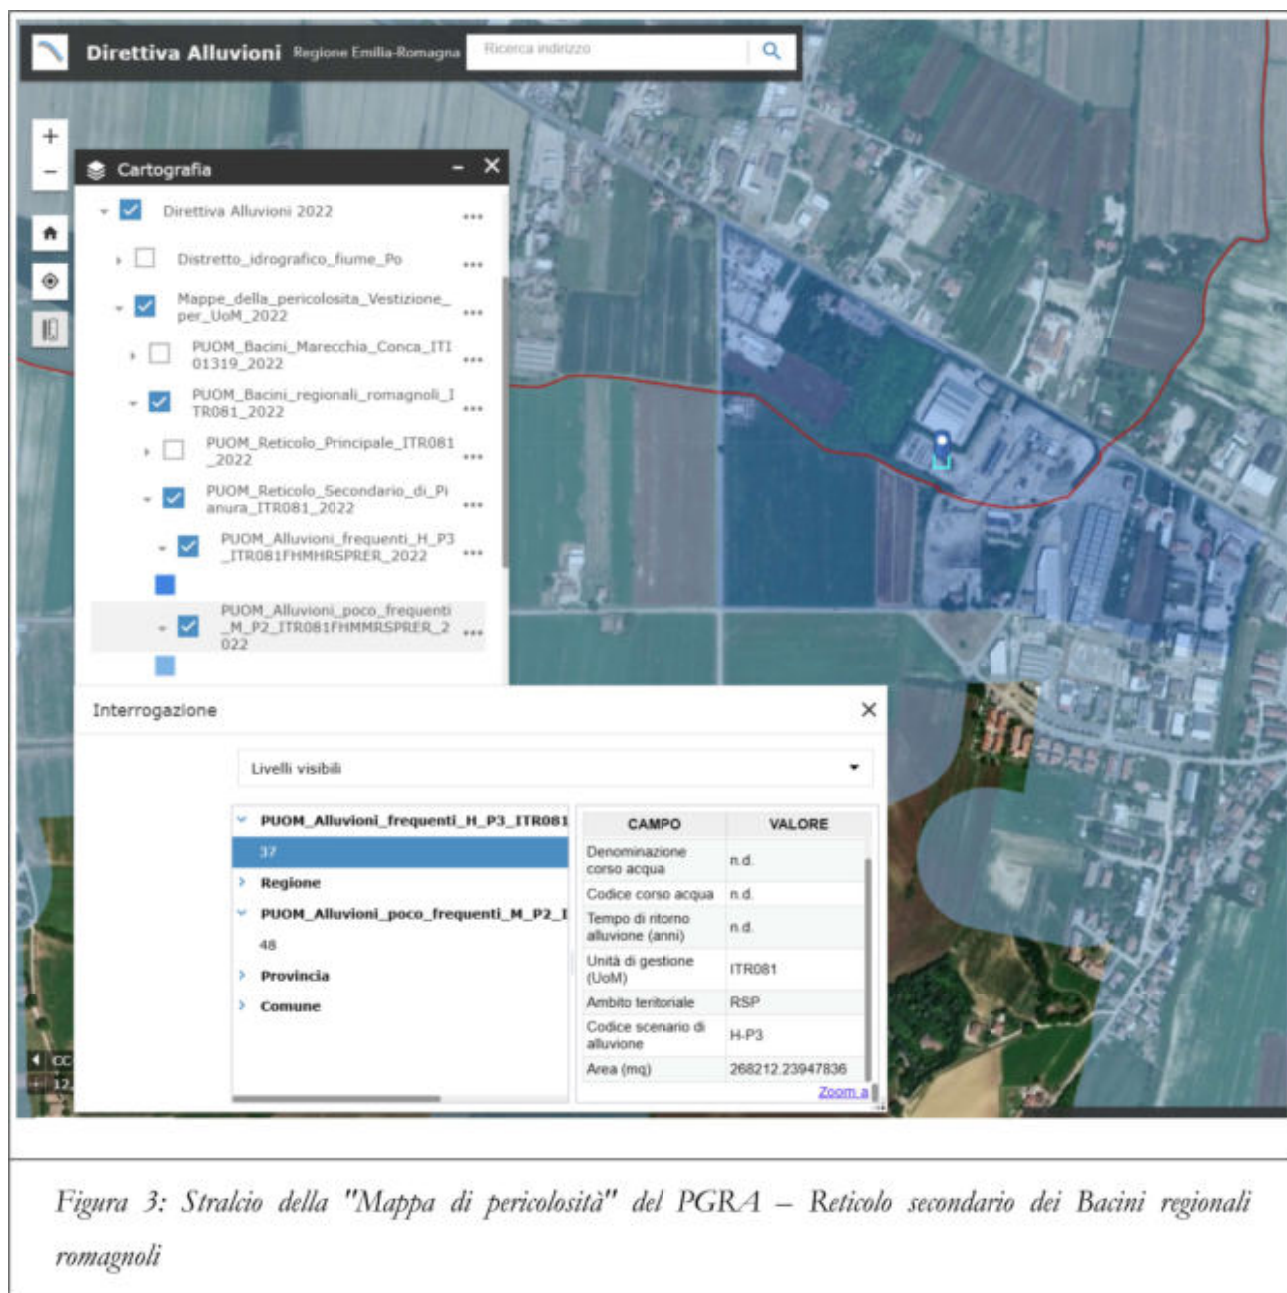 Direttiva Alluvioni Regione Emilia-Romagna
Ricerca indirizzo
+
−
Cartografia
Direttiva Alluvioni 2022
Distretto_idrografico_fiume_Po
Mappe_della_pericolosita_Vestizione_
per_UoM_2022
PUOM_Bacini_Marecchia_Conca_ITI
01319_2022
PUOM_Bacini_regionali_romagnoli_I
TR081_2022
PUOM_Reticolo_Principale_ITR081
_2022
PUOM_Reticolo_Secondario_di_Pi
anura_ITR081_2022
PUOM_Alluvioni_frequenti_H_P3
_ITR081FHMHRSPRER_2022
PUOM_Alluvioni_poco_frequenti
_M_P2_ITR081FHMMRSPRER_2
022
Interrogazione
Livelli visibili
PUOM_Alluvioni_frequenti_H_P3_ITR081
37
Regione
PUOM_Alluvioni_poco_frequenti_M_P2_I
48
Provincia
Comune
CAMPO VALORE
Denominazione
corso acqua n.d.
Codice corso acqua n.d.
Tempo di ritorno
alluvione (anni) n.d.
Unità di gestione
(UoM) ITR081
Ambito teritoriale RSP
Codice scenario di
alluvione H-P3
Area (mq) 268212.23947836
Zoom a
CC
12,
Figura 3: Stralcio della "Mappa di pericolosità" del PGRA – Reticolo secondario dei Bacini regionali
romagnoli